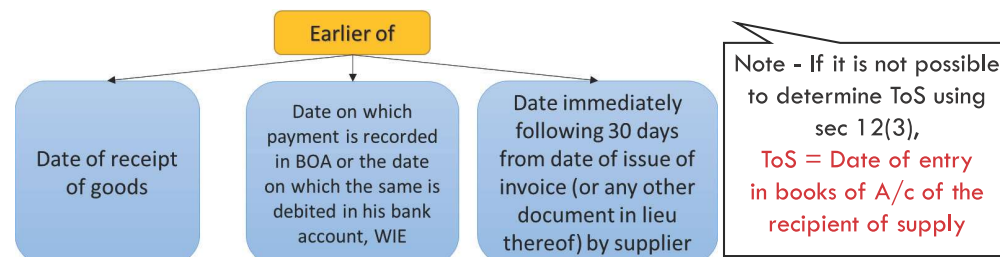 Earlier of
Date of receipt
of goods
Date on which
payment is recorded
in BOA or the date
on which the same is
debited in his bank
account, WIE
Date immediately
following 30 days
from date of issue of
invoice (or any other
document in lieu
thereof) by supplier
Note - If it is not possible
to determine ToS using
sec 12(3),
ToS = Date of entry
in books of A/c of the
recipient of supply